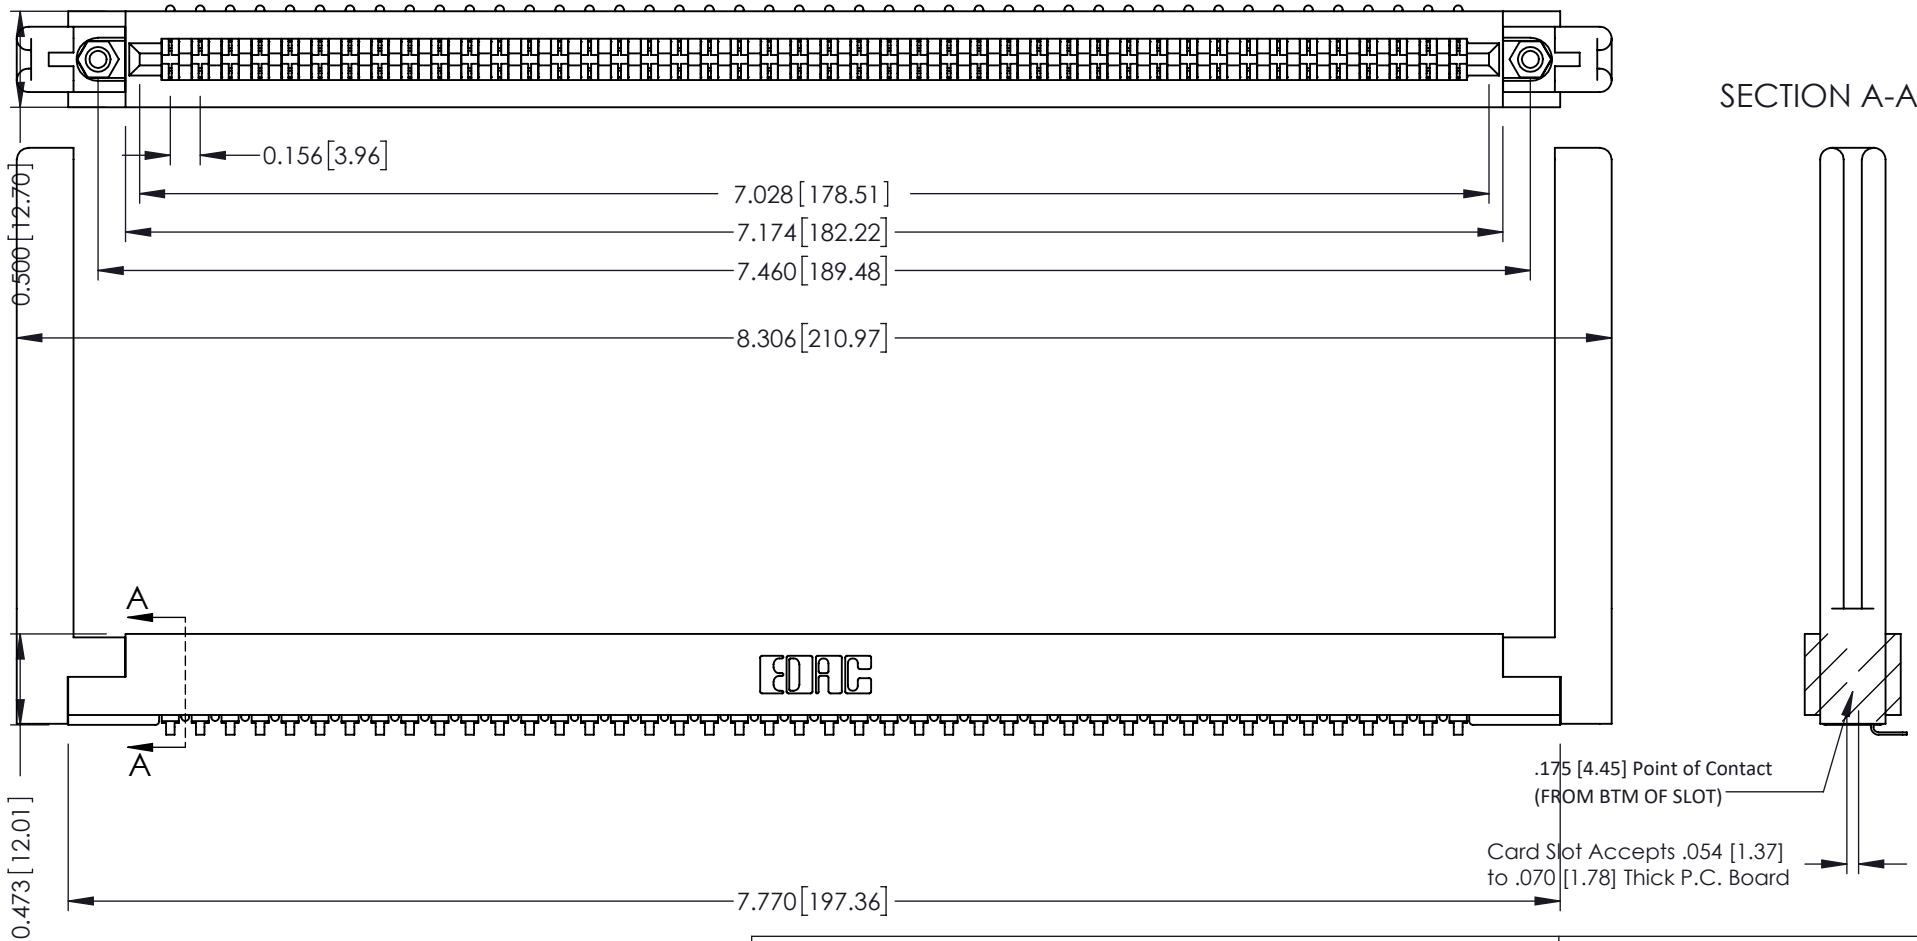 SECTION A-A
0.156[3.96]
0.500[12.70]
7.028[178.51]
7.174[182.22]
7.460[189.48]
8.306[210.97]
A
EDAC
A
.175 [4.45] Point of Contact
(FROM BTM OF SLOT)
0.473[12.01]
Card Slot Accepts .054 [1.37]
to .070 [1.78] Thick P.C. Board
7.770[197.36]